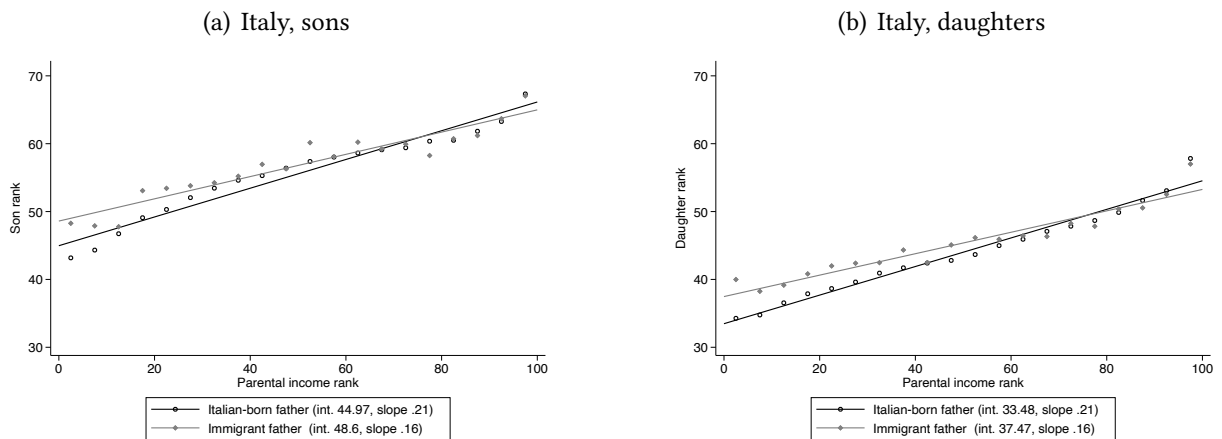 (a) Italy, sons
70
60
50
40
30
Son rank
0 20 40 60 80 100
Parental income rank
Italian-born father (int. 44.97, slope .21)
Immigrant father (int. 48.6, slope .16)
(b) Italy, daughters
70
60
50
40
30
Daughter rank
0 20 40 60 80 100
Parental income rank
Italian-born father (int. 33.48, slope .21)
Immigrant father (int. 37.47, slope .16)